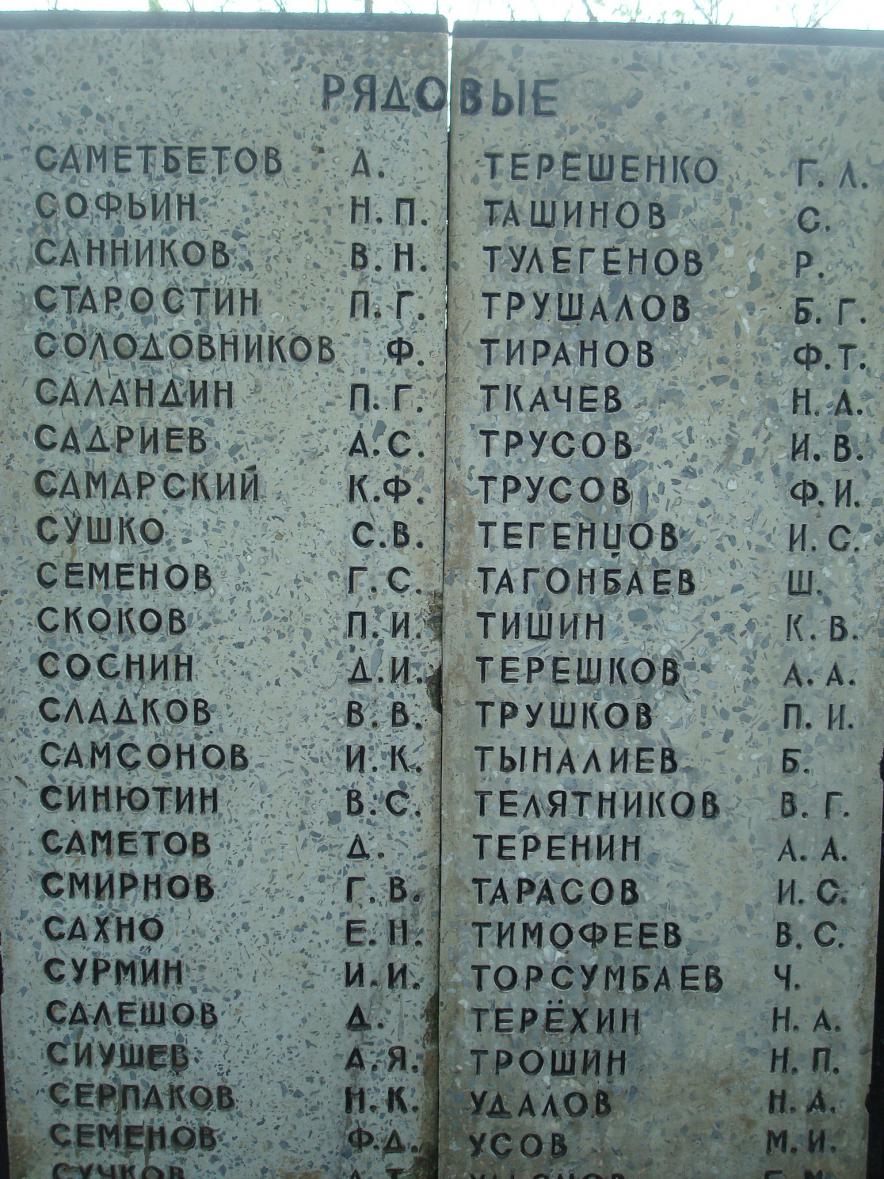 РЯДОВЫЕ
САМЕТБЕТОВ А.
СОФЬИН Н.П.
САННИКОВ В.Н.
СТАРОСТИН П.Г.
СОЛОДОВНИКОВ Ф.
САЛАНДИН П.Г.
САДРИЕВ А.С.
САМАРСКИЙ К.Ф.
СУШКО С.В.
СЕМЕНОВ Г.С.
СКОКОВ П.И.
СОСНИН Д.И.
СЛАДКОВ В.В.
САМСОНОВ И.К.
СИНЮТИН В.С.
САМЕТОВ Д.
СМИРНОВ Г.В.
САХНО Е.Н.
СУРМИН И.И.
САЛЕШОВ Д.
СИУШЕВ А.Я.
СЕРПАКОВ Н.К.
СЕМЕНОВ Ф.Д.
СУЧКОВ
ТЕРЕШЕНКО Г.Л.
ТАШИНОВ С.
ТУЛЕГЕНОВ Р.
ТРУШАЛОВ Б.Г.
ТИРАНОВ Ф.Т.
ТКАЧЕВ Н.А.
ТРУСОВ И.В.
ТРУСОВ Ф.И.
ТЕГЕНЦОВ И.С.
ТАГОНБАЕВ Ш.
ТИШИН К.В.
ТЕРЕШКОВ А.А.
ТРУШКОВ П.И.
ТЫНАЛИЕВ Б.
ТЕЛЯТНИКОВ В.Г.
ТЕРЕНИН А.А.
ТАРАСОВ И.С.
ТИМОФЕЕВ В.С.
ТОРСУМБАЕВ Ч.
ТЕРЁХИН Н.А.
ТРОШИН Н.П.
УДАЛОВ Н.А.
УСОВ М.И.